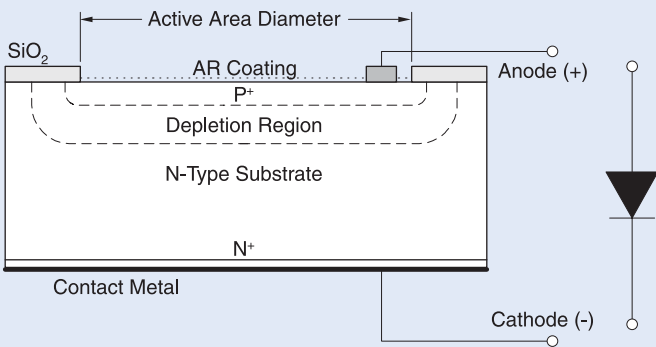 Active Area Diameter
SiO₂
AR Coating
Anode (+)
P⁺
Depletion Region
N-Type Substrate
N⁺
Contact Metal
Cathode (-)